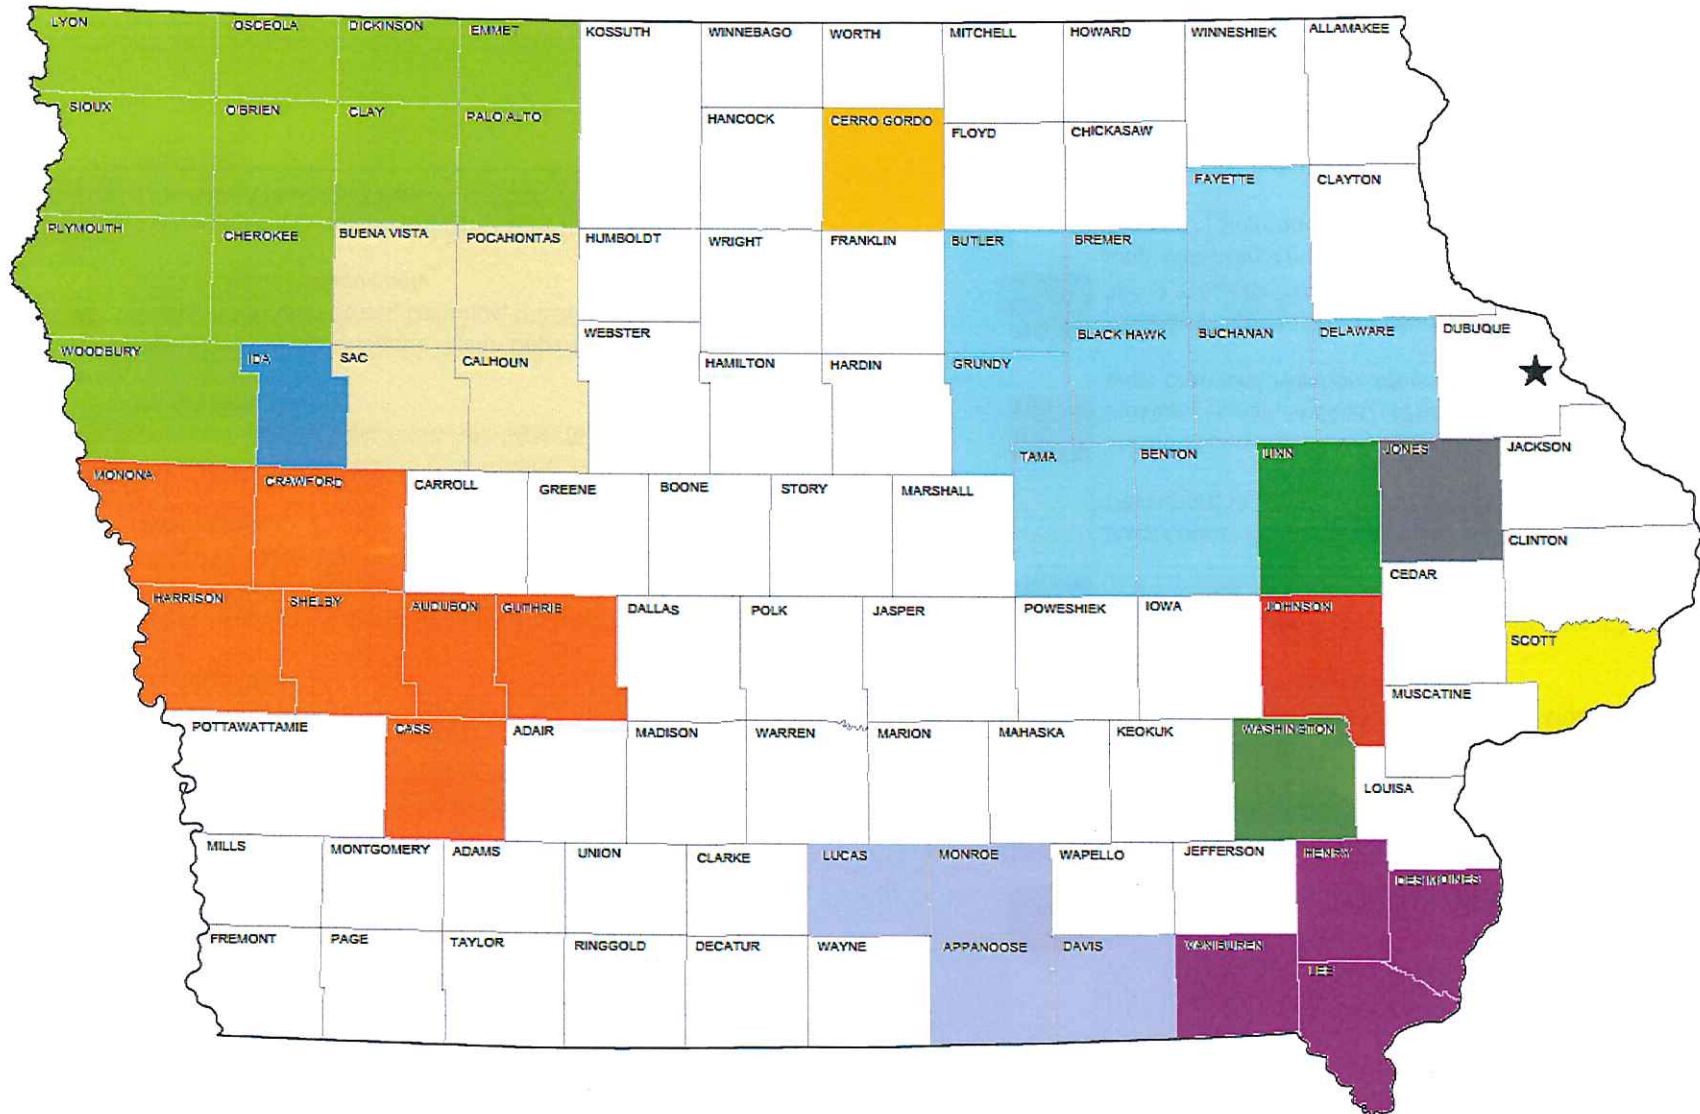 LYON
OSCEOLA
DICKINSON
EMMET
KOSSUTH
WINNEBAGO
WORTH
MITCHELL
HOWARD
WINNESHIEK
ALLAMAKEE
SIOUX
O'BRIEN
CLAY
PALO ALTO
HANCOCK
CERRO GORDO
FLOYD
CHICKASAW
FAYETTE
CLAYTON
PLYMOUTH
CHEROKEE
BUENA VISTA
POCAHONTAS
HUMBOLDT
WRIGHT
FRANKLIN
BUTLER
BREMER
WEBSTER
BLACK HAWK
BUCHANAN
DELAWARE
DUBUQUE
WOODBURY
IDA
SAC
CALHOUN
HAMILTON
HARDIN
GRUNDY
TAMA
BENTON
LINN
JONES
JACKSON
MONONA
CRAWFORD
CARROLL
GREENE
BOONE
STORY
MARSHALL
CLINTON
CEDAR
HARRISON
SHELBY
AUDUBON
GUTHRIE
DALLAS
POLK
JASPER
POWESHIEK
IOWA
JOHNSON
SCOTT
MUSCATINE
POTTAWATTAMIE
CASS
ADAIR
MADISON
WARREN
MARION
MAHASKA
KEOKUK
WASHINGTON
LOUISA
MILLS
MONTGOMERY
ADAMS
UNION
CLARKE
LUCAS
MONROE
WAPELLO
JEFFERSON
HENRY
DES MOINES
FREMONT
PAGE
TAYLOR
RINGGOLD
DECATUR
WAYNE
APPANOOSE
DAVIS
VAN BUREN
LEE